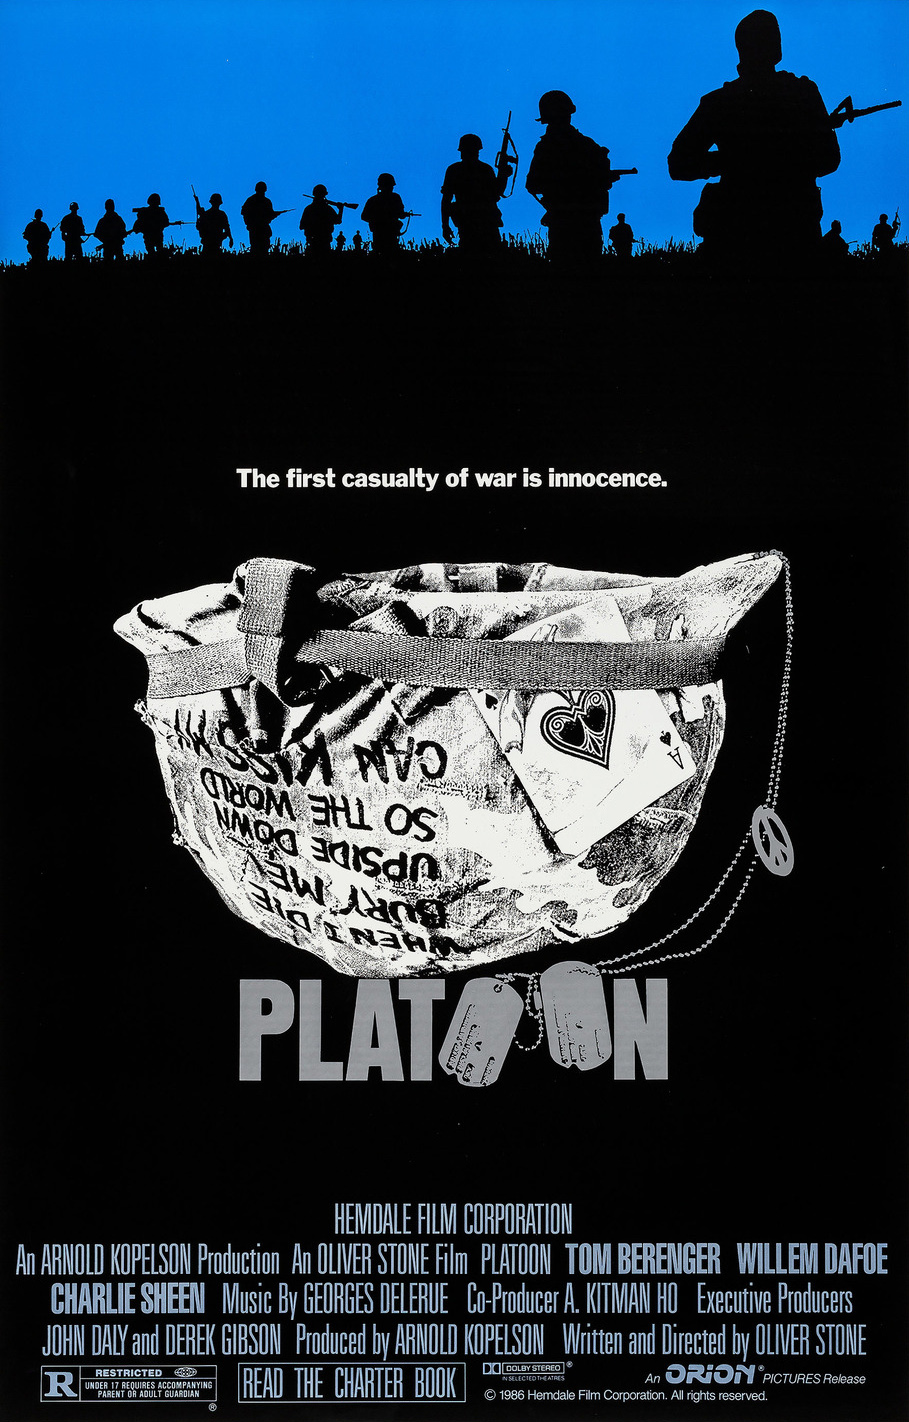 The first casualty of war is innocence.
A
WHEN I DIE
BURY ME
UPSIDE DOWN
SO THE WORLD
CAN KISS MY
PLATOON
HEMDALE FILM CORPORATION
An ARNOLD KOPELSON Production An OLIVER STONE Film PLATOON TOM BERENGER WILLEM DAFOE
CHARLIE SHEEN Music By GEORGES DELERUE Co-Producer A. KITMAN HO Executive Producers
JOHN DALY and DEREK GIBSON Produced by ARNOLD KOPELSON Written and Directed by OLIVER STONE
R RESTRICTED
UNDER 17 REQUIRES ACCOMPANYING
PARENT OR ADULT GUARDIAN
®
READ THE CHARTER BOOK
DOLBY STEREO ®
IN SELECTED THEATRES
An ORION® PICTURES Release
© 1986 Hemdale Film Corporation. All rights reserved.